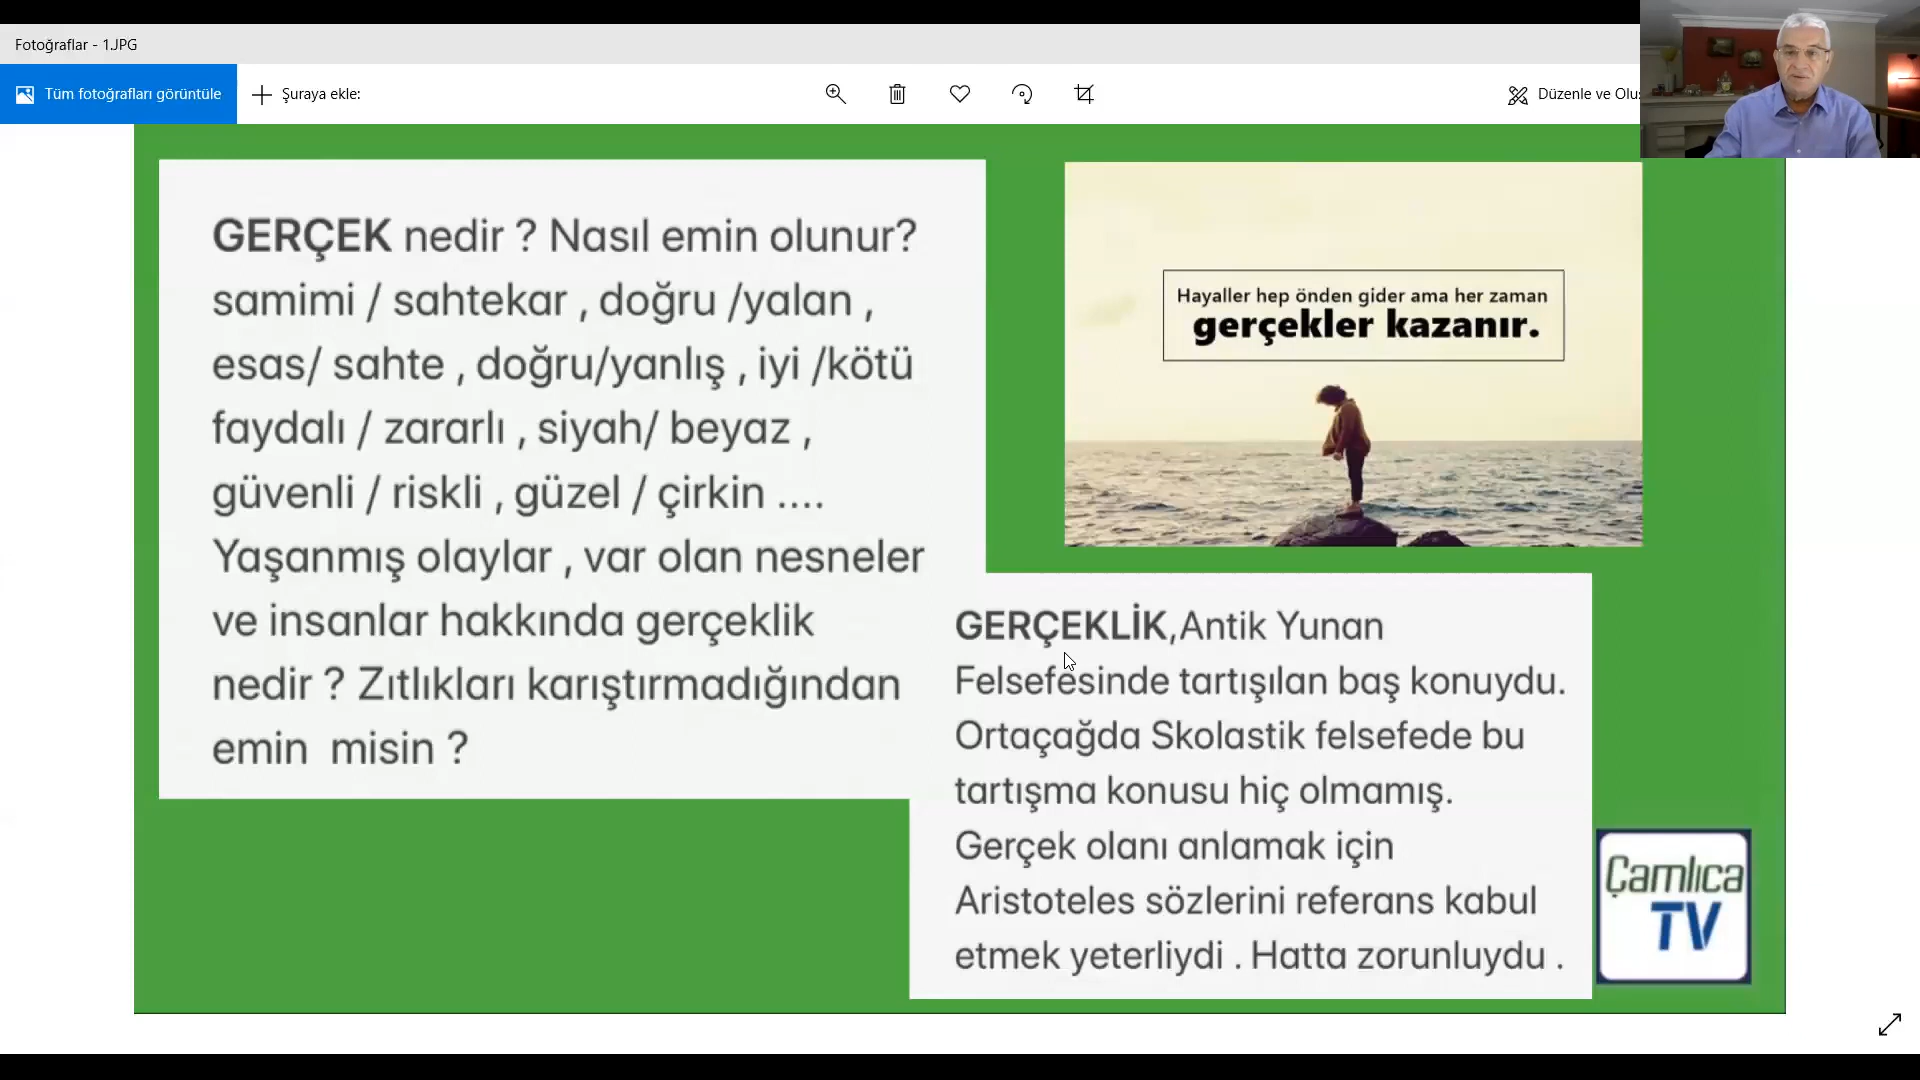 Fotoğraflar - 1.JPG
Tüm fotoğrafları görüntüle
Şuraya ekle:
Düzenle ve
GERÇEK nedir ? Nasıl emin olunur?
samimi / sahtekar , doğru /yalan ,
esas/ sahte , doğru/yanlış , iyi /kötü
faydalı / zararlı , siyah/ beyaz ,
güvenli / riskli , güzel / çirkin ....
Yaşanmış olaylar , var olan nesneler
ve insanlar hakkında gerçeklik
nedir ? Zıtlıkları karıştırmadığından
emin misin ?
Hayaller hep önden gider ama her zaman
gerçekler kazanır.
GERÇEKLİK,Antik Yunan
Felsefesinde tartışılan baş konuydu.
Ortaçağda Skolastik felsefede bu
tartışma konusu hiç olmamış.
Gerçek olanı anlamak için
Aristoteles sözlerini referans kabul
etmek yeterliydi . Hatta zorunluydu .
Çamlıca
TV